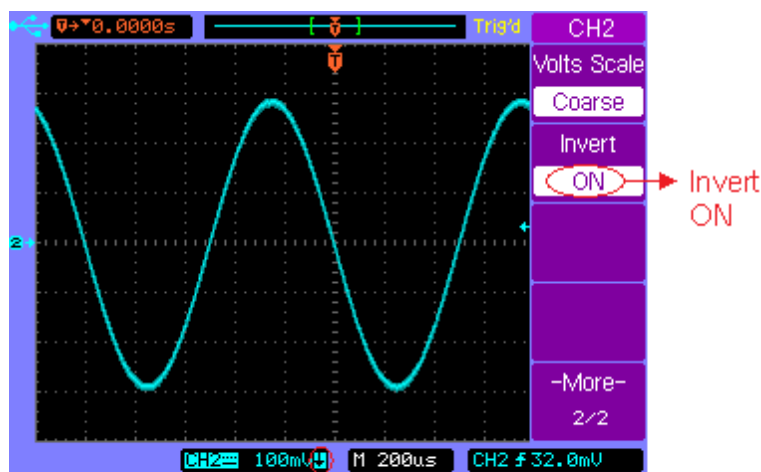 0.0000s
T
Trig'd
CH2
T
Volts Scale
Coarse
Invert
ON
Invert
ON
2
-More-
2/2
CH2 100mV
M 200us
CH2 32.0mV